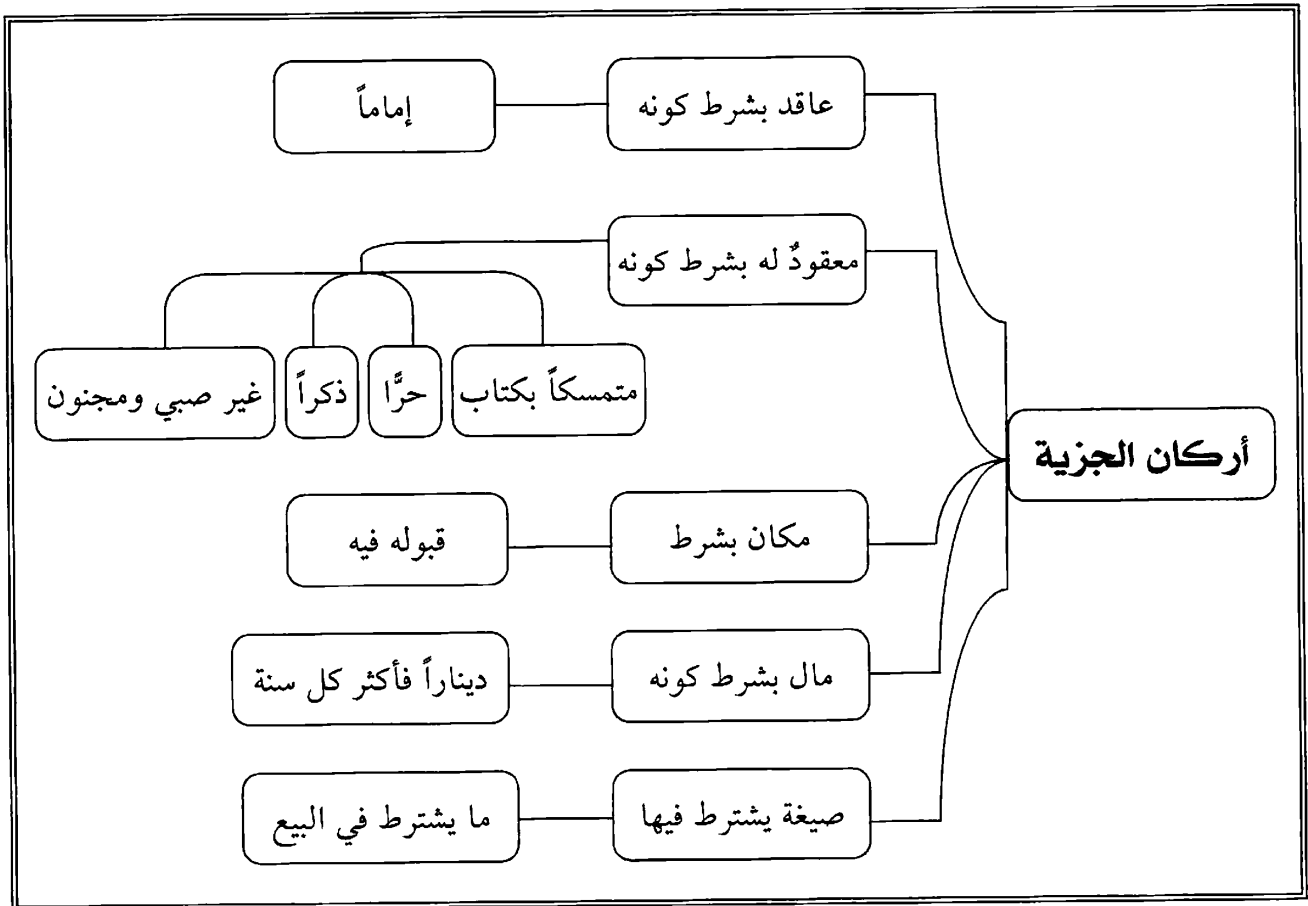 أركان الجزية
عاقد بشرط كونه
إماماً
معقودٌ له بشرط كونه
متمسكاً بكتاب
حرًّا
ذكراً
غير صبي ومجنون
مكان بشرط
قبوله فيه
مال بشرط كونه
ديناراً فأكثر كل سنة
صيغة يشترط فيها
ما يشترط في البيع